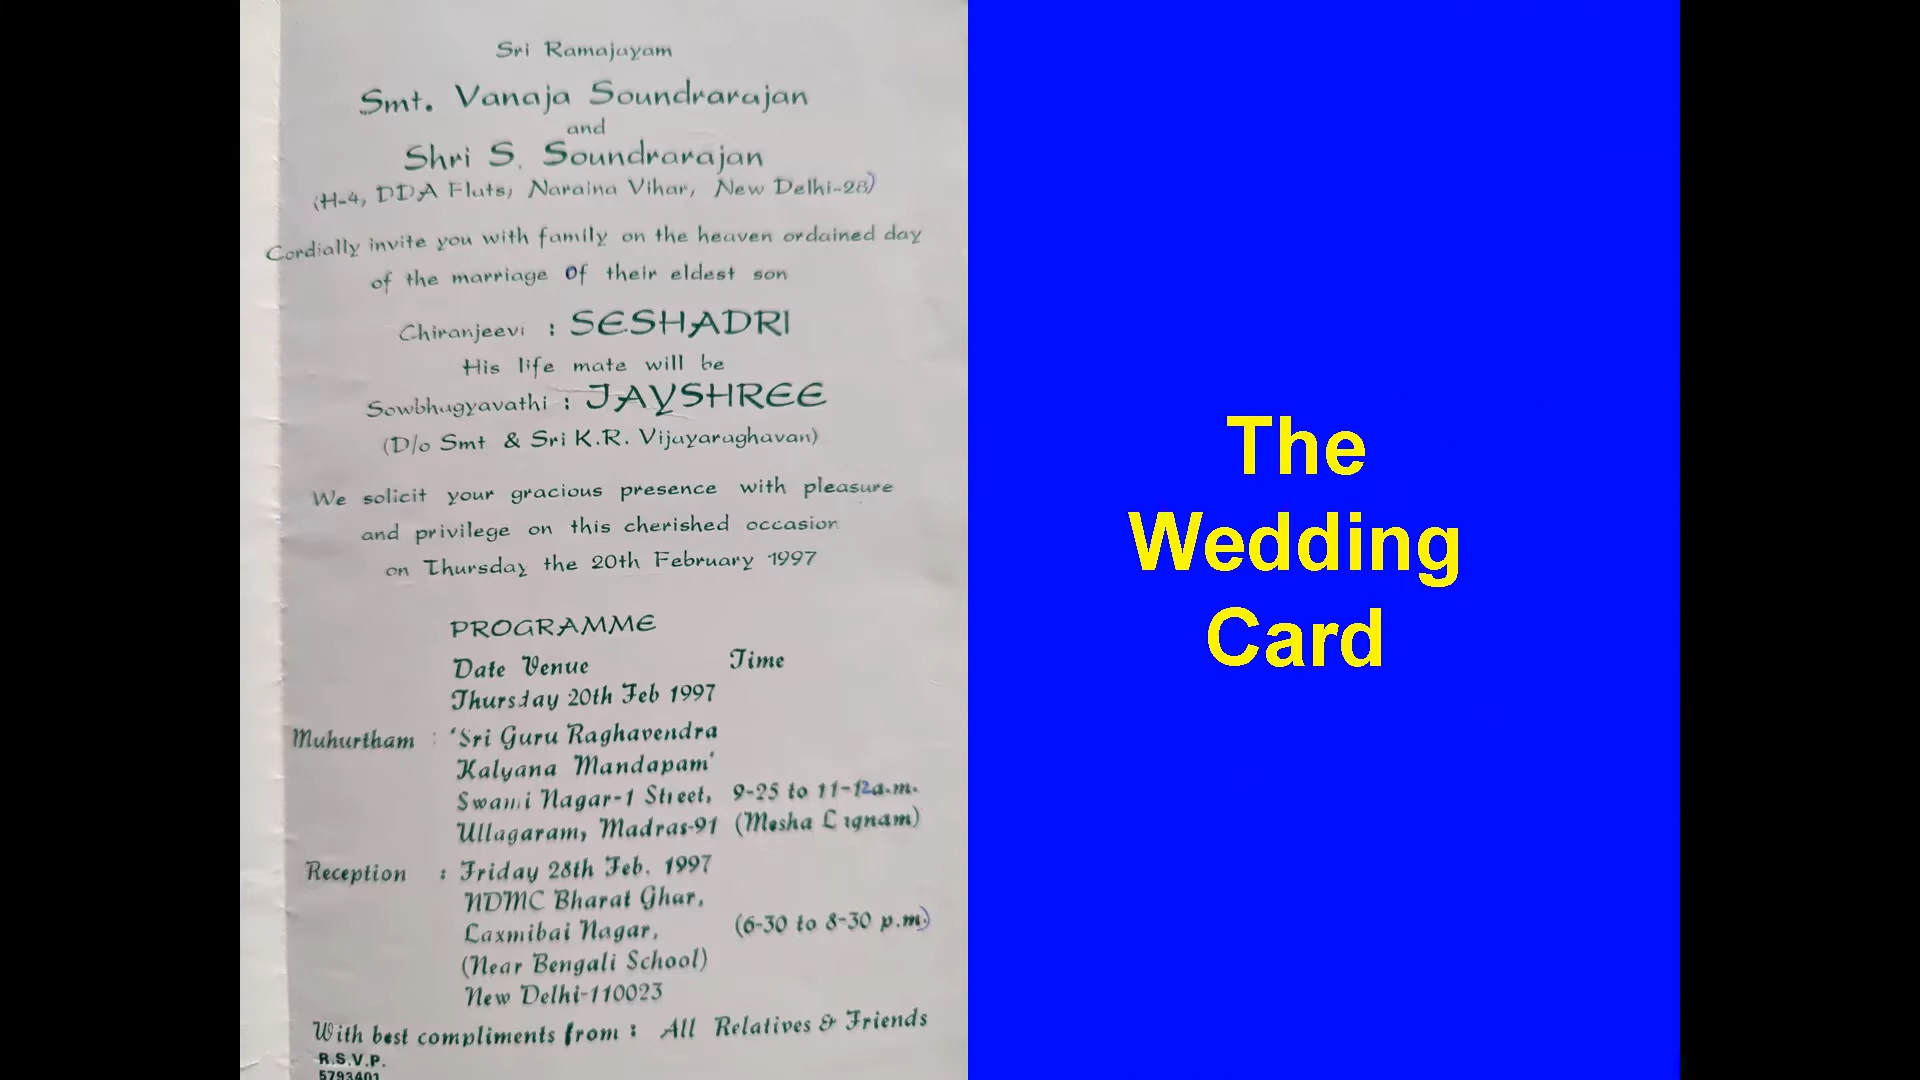 Sri Ramajayam
Smt. Vanaja Soundrarajan
and
Shri S. Soundrarajan
(H-4, DDA Flats, Naraina Vihar, New Delhi-28)
Cordially invite you with family on the heaven ordained day
of the marriage of their eldest son
Chiranjeevi : SESHADRI
His life mate will be
Sowbhagyavathi : JAYSHREE
(D/o Smt & Sri K.R. Vijayaraghavan)
We solicit your gracious presence with pleasure
and privilege on this cherished occasion
on Thursday the 20th February 1997
PROGRAMME
Date Venue Time
Thursday 20th Feb 1997
Muhurtham : 'Sri Guru Raghavendra
Kalyana Mandapam'
Swami Nagar-1 Street, 9-25 to 11-12a.m.
Ullagaram, Madras-91 (Mesha Lagnam)
Reception : Friday 28th Feb. 1997
NDMC Bharat Ghar,
Laxmibai Nagar, (6-30 to 8-30 p.m.)
(Near Bengali School)
New Delhi-110023
With best compliments from : All Relatives & Friends
R.S.V.P.
5793401
The
Wedding
Card